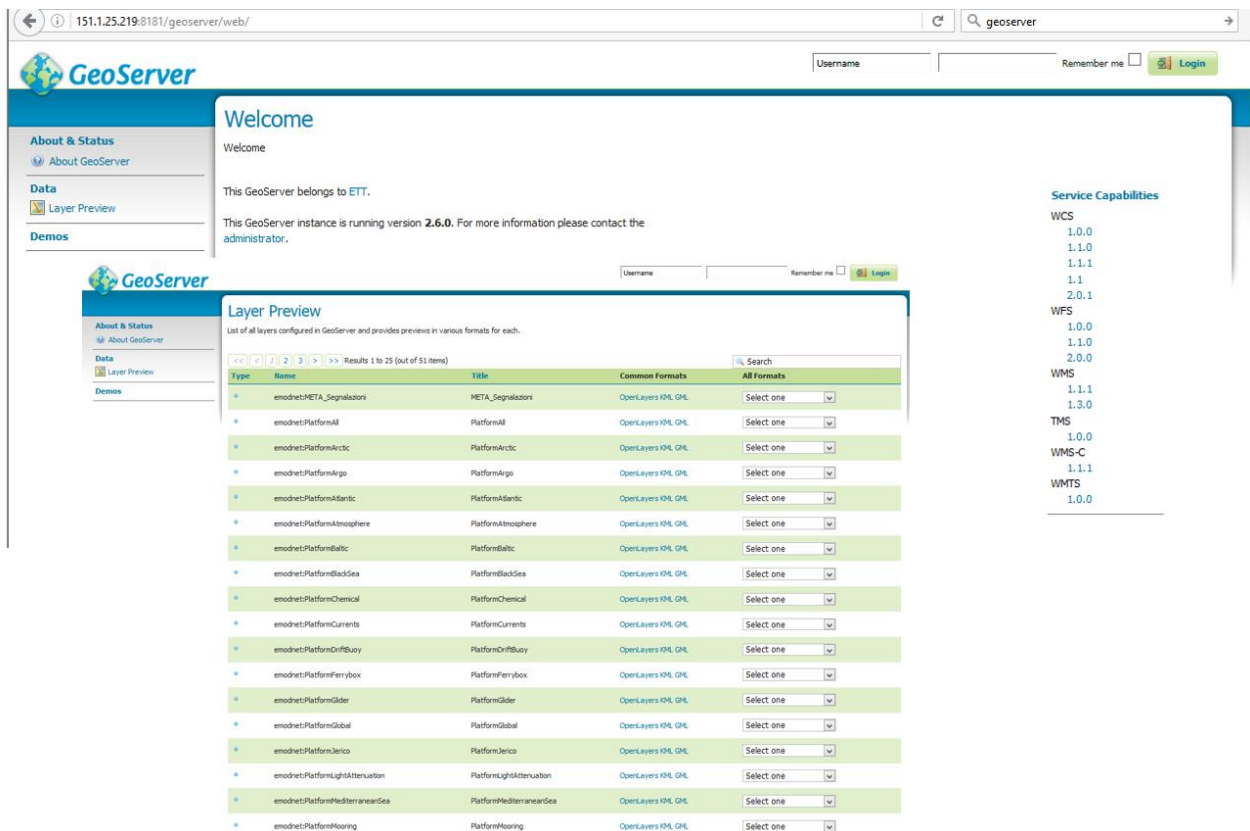 151.1.25.219:8181/geoserver/web/
geoserver
GeoServer
Username
Remember me
Login
Welcome
About & Status
About GeoServer
Data
Layer Preview
Demos
Welcome
This GeoServer belongs to ETT.
This GeoServer instance is running version 2.6.0. For more information please contact the
administrator.
Service Capabilities
WCS
1.0.0
1.1.0
1.1.1
1.1
2.0.1
WFS
1.0.0
1.1.0
2.0.0
WMS
1.1.1
1.3.0
TMS
1.0.0
WMS-C
1.1.1
WMTS
1.0.0
GeoServer
Username
Remember me
Login
About & Status
About GeoServer
Data
Layer Preview
Demos
Layer Preview
List of all layers configured in GeoServer and provides previews in various formats for each.
<< < 1 2 3 > >> Results 1 to 25 (out of 51 items)
Search
Type Name Title Common Formats All Formats
emodnet:META_Segnalazioni META_Segnalazioni OpenLayers KML GML Select one
emodnet:PlatformAll PlatformAll OpenLayers KML GML Select one
emodnet:PlatformArctic PlatformArctic OpenLayers KML GML Select one
emodnet:PlatformArgo PlatformArgo OpenLayers KML GML Select one
emodnet:PlatformAtlantic PlatformAtlantic OpenLayers KML GML Select one
emodnet:PlatformAtmosphere PlatformAtmosphere OpenLayers KML GML Select one
emodnet:PlatformBaltic PlatformBaltic OpenLayers KML GML Select one
emodnet:PlatformBlackSea PlatformBlackSea OpenLayers KML GML Select one
emodnet:PlatformChemical PlatformChemical OpenLayers KML GML Select one
emodnet:PlatformCurrents PlatformCurrents OpenLayers KML GML Select one
emodnet:PlatformDriftBuoy PlatformDriftBuoy OpenLayers KML GML Select one
emodnet:PlatformFerrybox PlatformFerrybox OpenLayers KML GML Select one
emodnet:PlatformGlider PlatformGlider OpenLayers KML GML Select one
emodnet:PlatformGlobal PlatformGlobal OpenLayers KML GML Select one
emodnet:PlatformJerico PlatformJerico OpenLayers KML GML Select one
emodnet:PlatformLightAttenuation PlatformLightAttenuation OpenLayers KML GML Select one
emodnet:PlatformMediterraneanSea PlatformMediterraneanSea OpenLayers KML GML Select one
emodnet:PlatformMooring PlatformMooring OpenLayers KML GML Select one